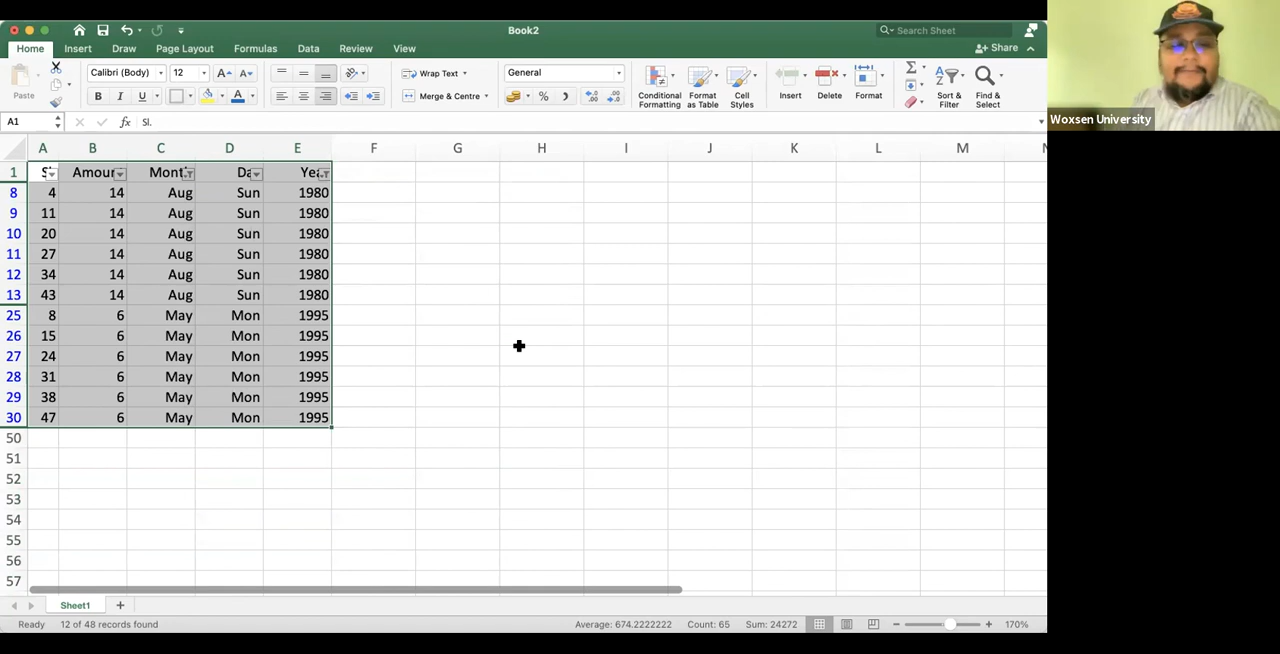 Book2
Search Sheet
Home Insert Draw Page Layout Formulas Data Review View
Share
Paste
Calibri (Body) 12 A A
Wrap Text
General
B I U A
Merge & Centre
%
Conditional Formatting
Format as Table
Cell Styles
Insert Delete Format
Sort & Filter
Find & Select
A1 fx Sl.
A B C D E F G H I J K L M N
1 Amour Mont Da Yea
8 4 14 Aug Sun 1980
9 11 14 Aug Sun 1980
10 20 14 Aug Sun 1980
11 27 14 Aug Sun 1980
12 34 14 Aug Sun 1980
13 43 14 Aug Sun 1980
25 8 6 May Mon 1995
26 15 6 May Mon 1995
27 24 6 May Mon 1995
28 31 6 May Mon 1995
29 38 6 May Mon 1995
30 47 6 May Mon 1995
50
51
52
53
54
55
56
57
Sheet1 +
Ready 12 of 48 records found Average: 674.2222222 Count: 65 Sum: 24272 170%
Woxsen University